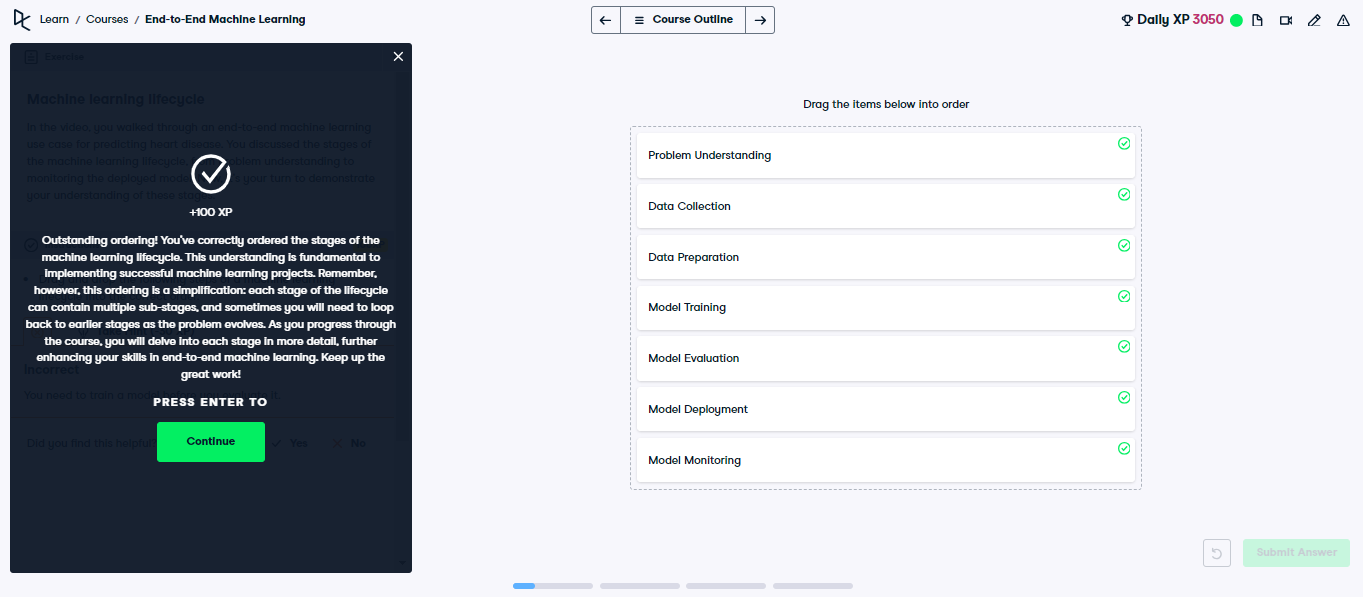 Learn / Courses / End-to-End Machine Learning
Course Outline
Daily XP 3050
Exercise
Machine learning lifecycle
In the video, you walked through an end-to-end machine learning
use case for predicting heart disease. You discussed the stages of
the machine learning lifecycle,
problem understanding to
monitoring the deployed
your turn to demonstrate
your understanding of these stages
+100 XP
Outstanding ordering! You've correctly ordered the stages of the
machine learning lifecycle. This understanding is fundamental to
implementing successful machine learning projects. Remember,
however, this ordering is a simplification: each stage of the lifecycle
can contain multiple sub-stages, and sometimes you will need to loop
back to earlier stages as the problem evolves. As you progress through
the course, you will delve into each stage in more detail, further
enhancing your skills in end-to-end machine learning. Keep up the
great work!
Incorrect
You need to train a model
PRESS ENTER TO
Did you find this helpful?
Continue
Yes
No
Drag the items below into order
Problem Understanding
Data Collection
Data Preparation
Model Training
Model Evaluation
Model Deployment
Model Monitoring
Submit Answer